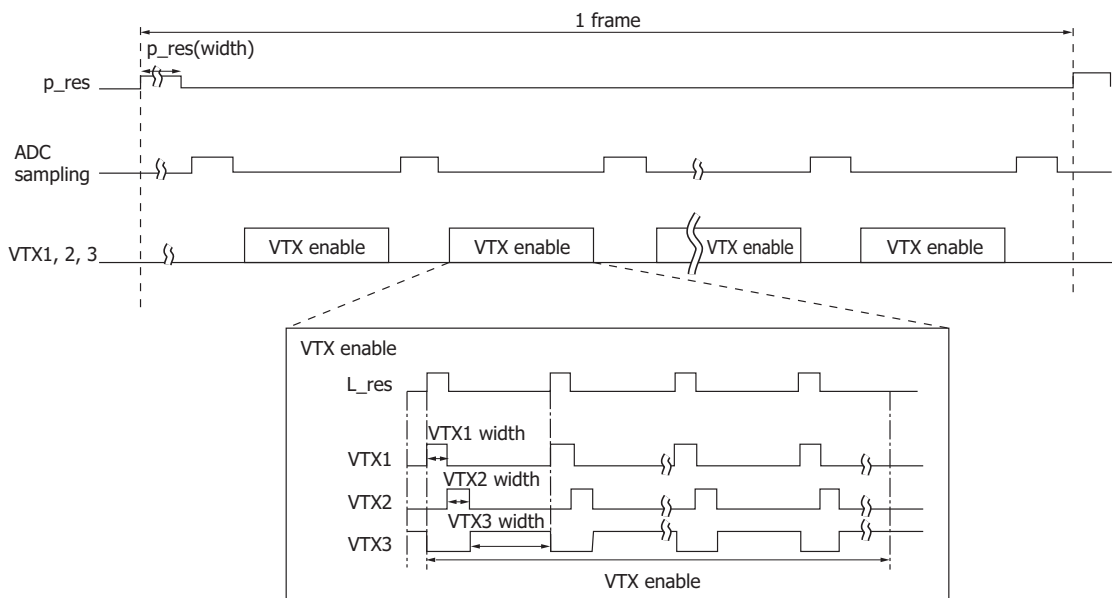 1 frame
p_res(width)
p_res
ADC
sampling
VTX1, 2, 3
VTX enable
VTX enable
VTX enable
VTX enable
VTX enable
L_res
VTX1 width
VTX1
VTX2 width
VTX2
VTX3 width
VTX3
VTX enable